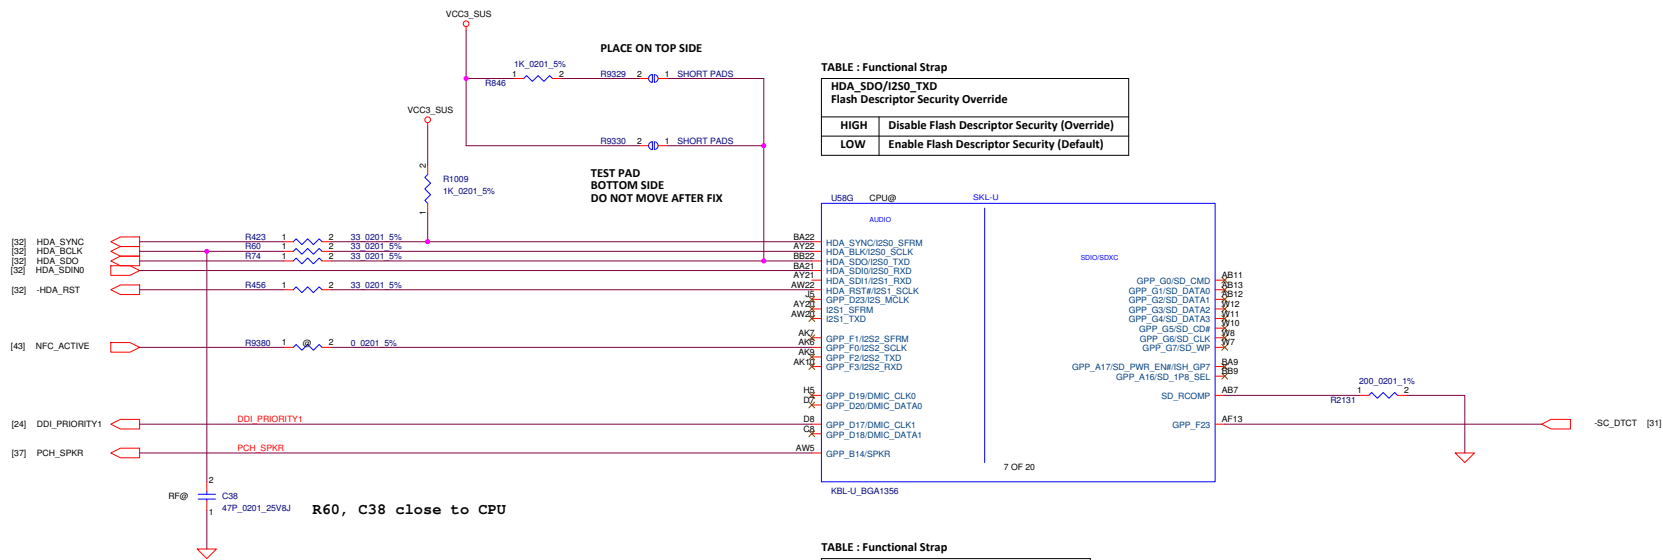 VCC3_SUS
PLACE ON TOP SIDE
1K_0201_5%
1 2 R9329 2 1 SHORT PADS
R846
VCC3_SUS
R9330 2 1 SHORT PADS
TEST PAD
BOTTOM SIDE
DO NOT MOVE AFTER FIX
2
R1009
1K_0201_5%
1
TABLE : Functional Strap
HDA_SDO/I2S0_TXD
Flash Descriptor Security Override
HIGH Disable Flash Descriptor Security (Override)
LOW Enable Flash Descriptor Security (Default)
U58G CPU@ SKL-U
AUDIO
SDIO/SDXC
[32] HDA_SYNC R423 1 2 33_0201_5% BA22 HDA_SYNC/I2S0_SFRM
[32] HDA_BCLK R60 1 2 33_0201_5% AY22 HDA_BLK/I2S0_SCLK
[32] HDA_SDO R74 1 2 33_0201_5% BB22 HDA_SDO/I2S0_TXD
[32] HDA_SDIN0 BA21 HDA_SDI0/I2S0_RXD
AY21 HDA_SDI1/I2S1_RXD
[32] -HDA_RST R456 1 2 33_0201_5% AW22 HDA_RST#/I2S1_SCLK
J5 GPP_D23/I2S_MCLK
AY20 I2S1_SFRM
AW20 I2S1_TXD
AK7 GPP_F1/I2S2_SFRM
[43] NFC_ACTIVE R9380 1 @ 2 0_0201_5% AK6 GPP_F0/I2S2_SCLK
AK9 GPP_F2/I2S2_TXD
AK10 GPP_F3/I2S2_RXD
H5 GPP_D19/DMIC_CLK0
D7 GPP_D20/DMIC_DATA0
[24] DDI_PRIORITY1 DDI_PRIORITY1 D8 GPP_D17/DMIC_CLK1
C8 GPP_D18/DMIC_DATA1
[37] PCH_SPKR PCH_SPKR AW5 GPP_B14/SPKR
GPP_G0/SD_CMD AB11
GPP_G1/SD_DATA0 AB13
GPP_G2/SD_DATA1 AB12
GPP_G3/SD_DATA2 W12
GPP_G4/SD_DATA3 W11
GPP_G5/SD_CD# W10
GPP_G6/SD_CLK W8
GPP_G7/SD_WP W7
GPP_A17/SD_PWR_EN#/ISH_GP7 BA9
GPP_A16/SD_1P8_SEL BB9
SD_RCOMP AB7 1 200_0201_1% 2
R2131
GPP_F23 AF13 -SC_DTCT [31]
7 OF 20
KBL-U_BGA1356
2
RF@ C38
47P_0201_25V8J
1
R60, C38 close to CPU
TABLE : Functional Strap